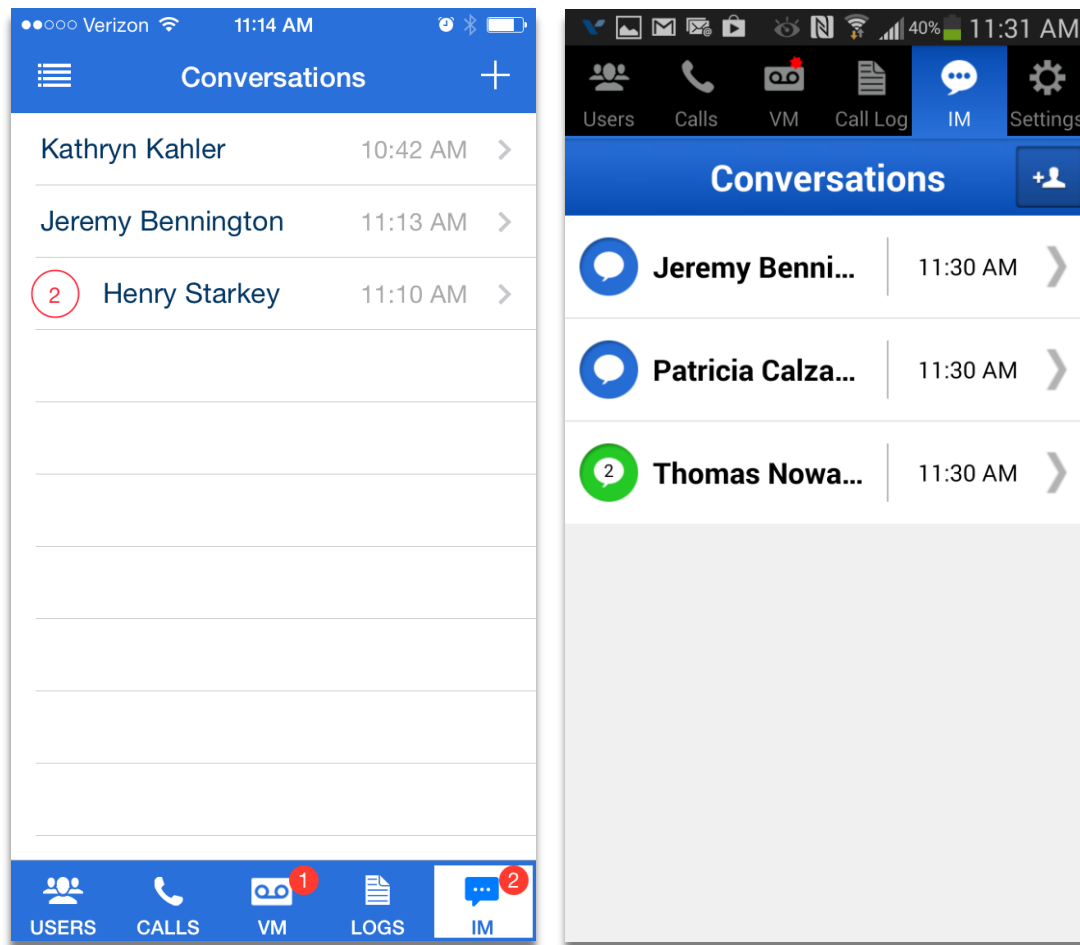 Verizon 11:14 AM
Conversations
Kathryn Kahler 10:42 AM
Jeremy Bennington 11:13 AM
2 Henry Starkey 11:10 AM
1 2
USERS CALLS VM LOGS IM
40% 11:31 AM
Users Calls VM Call Log IM Settings
Conversations
Jeremy Benni... 11:30 AM
Patricia Calza... 11:30 AM
2 Thomas Nowa... 11:30 AM